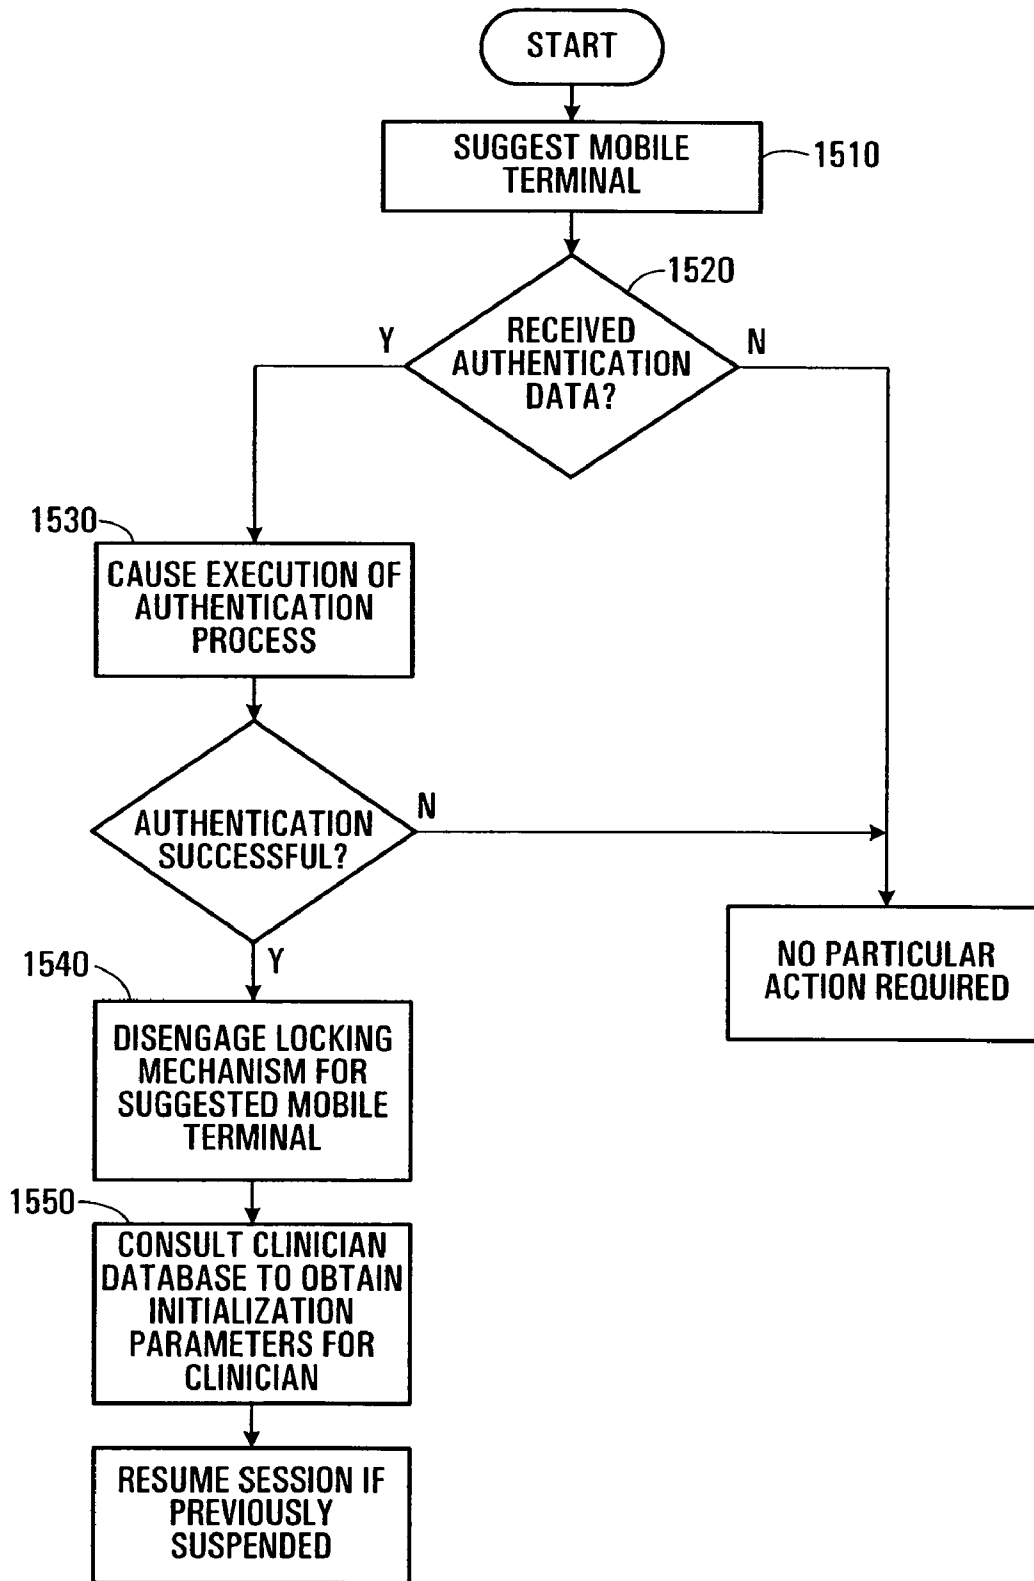 START
SUGGEST MOBILE
TERMINAL
1510
1520
RECEIVED
AUTHENTICATION
DATA?
Y
N
1530
CAUSE EXECUTION OF
AUTHENTICATION
PROCESS
AUTHENTICATION
SUCCESSFUL?
N
Y
NO PARTICULAR
ACTION REQUIRED
1540
DISENGAGE LOCKING
MECHANISM FOR
SUGGESTED MOBILE
TERMINAL
1550
CONSULT CLINICIAN
DATABASE TO OBTAIN
INITIALIZATION
PARAMETERS FOR
CLINICIAN
RESUME SESSION IF
PREVIOUSLY
SUSPENDED